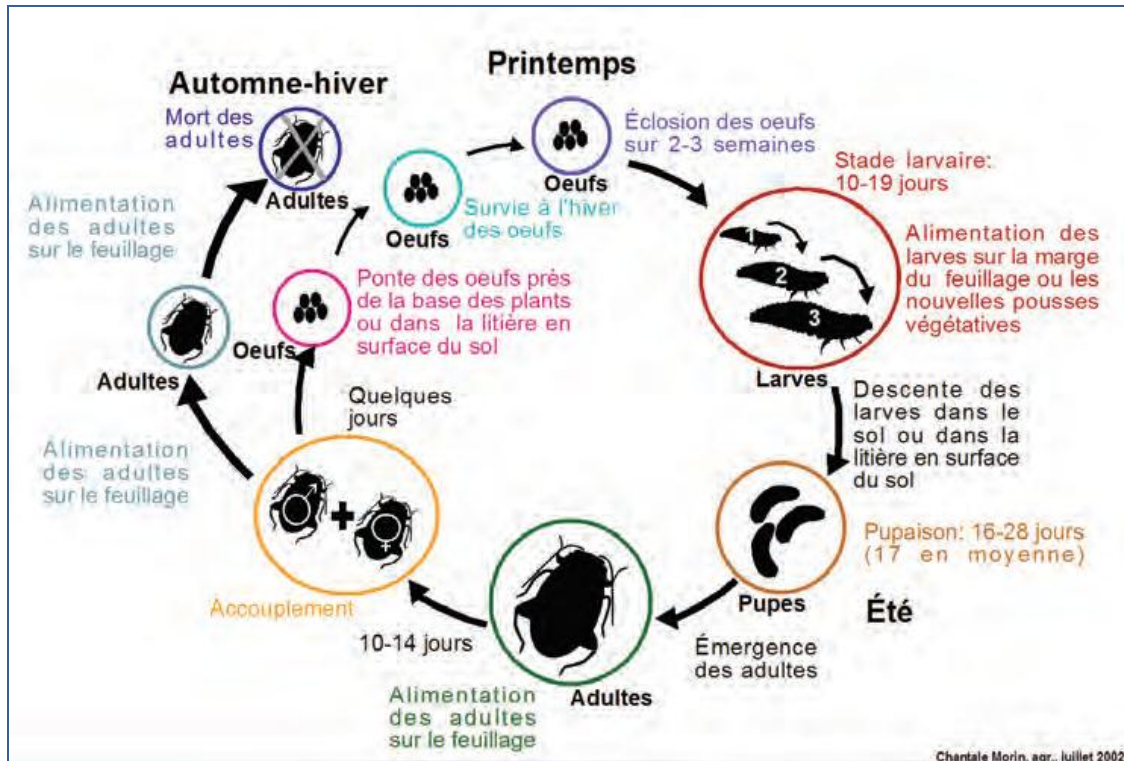 Printemps
Automne-hiver
Mort des
adultes
Adultes
Alimentation
des adultes
sur le feuillage
Adultes
Alimentation
des adultes
sur le feuillage
Oeufs
Éclosion des oeufs
sur 2-3 semaines
Oeufs
Survie à l'hiver
des oeufs
Oeufs
Ponte des oeufs près
de la base des plants
ou dans la litière en
surface du sol
Quelques
jours
Stade larvaire:
10-19 jours
1
2
3
Larves
Alimentation des
larves sur la marge
du feuillage ou les
nouvelles pousses
végétatives
Descente des
larves dans le
sol ou dans la
litière en surface
du sol
Pupaison: 16-28 jours
(17 en moyenne)
Pupes
Été
Émergence
des adultes
Adultes
Alimentation
des adultes
sur le feuillage
10-14 jours
Accouplement
Chantale Morin, agr., juillet 2002